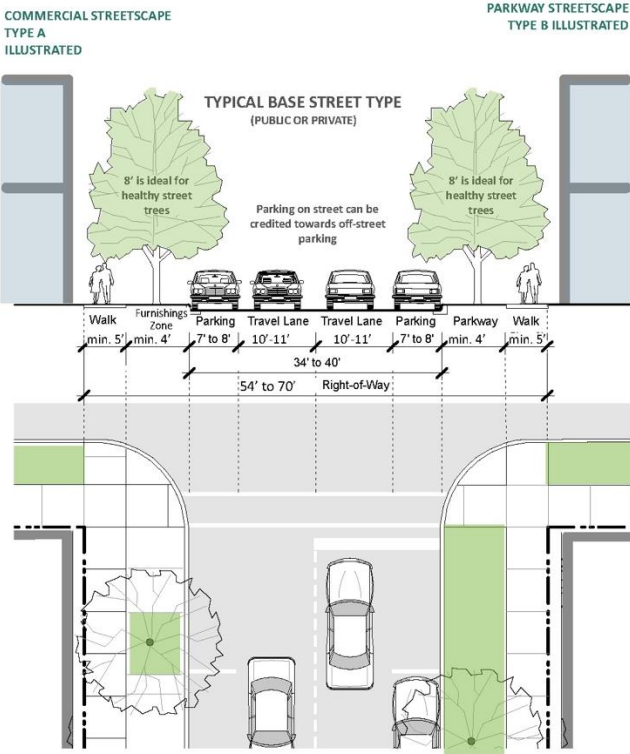 COMMERCIAL STREETSCAPE
TYPE A
ILLUSTRATED
PARKWAY STREETSCAPE
TYPE B ILLUSTRATED
TYPICAL BASE STREET TYPE
(PUBLIC OR PRIVATE)
8' is ideal for
healthy street
trees
Parking on street can be
credited towards off-street
parking
8' is ideal for
healthy street
trees
Walk
min. 5'
Furnishings
Zone
min. 4'
Parking
7' to 8'
Travel Lane
10'-11'
Travel Lane
10'-11'
Parking
7' to 8'
Parkway
min. 4'
Walk
min. 5'
34' to 40'
54' to 70' Right-of-Way